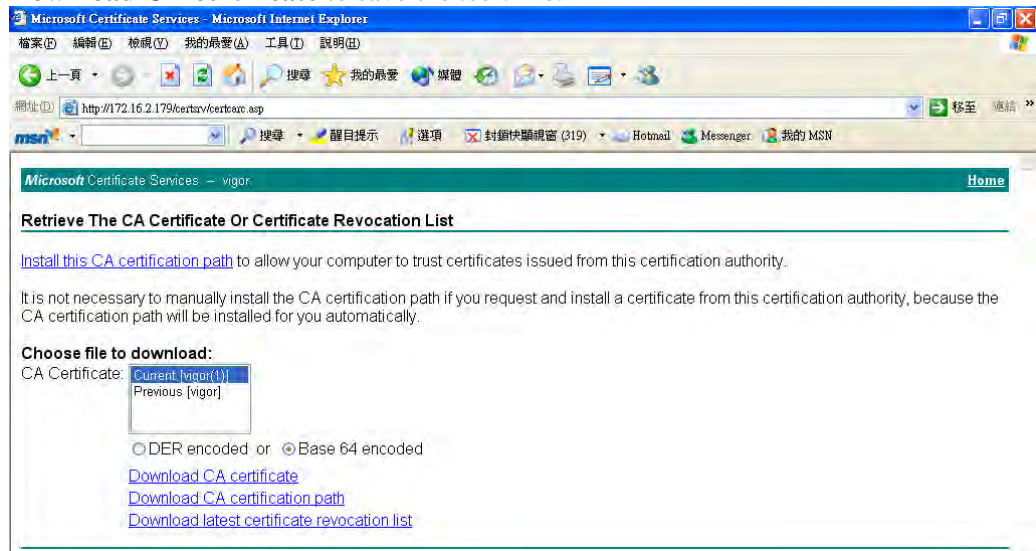 Microsoft Certificate Services - Microsoft Internet Explorer
檔案(F) 編輯(E) 檢視(V) 我的最愛(A) 工具(T) 說明(H)
上一頁 搜尋 我的最愛 媒體
網址(D) http://172.16.2.179/certsrv/certcarc.asp 移至 連結 »
msn 搜尋 醒目提示 選項 封鎖快顯視窗 (319) Hotmail Messenger 我的 MSN
Microsoft Certificate Services -- vigor Home
Retrieve The CA Certificate Or Certificate Revocation List
Install this CA certification path to allow your computer to trust certificates issued from this certification authority.
It is not necessary to manually install the CA certification path if you request and install a certificate from this certification authority, because the
CA certification path will be installed for you automatically.
Choose file to download:
CA Certificate: Current [vigor(1)]
Previous [vigor]
DER encoded or Base 64 encoded
Download CA certificate
Download CA certification path
Download latest certificate revocation list